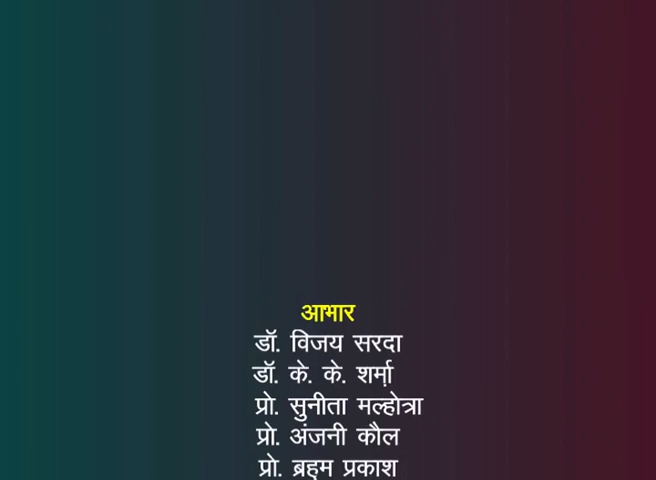 आभार
डॉ. विजय सरदा
डॉ. के. के. शर्मा़
प्रो. सुनीता मल्होत्रा
प्रो. अंजनी कौल
प्रो. ब्रह्म प्रकाश